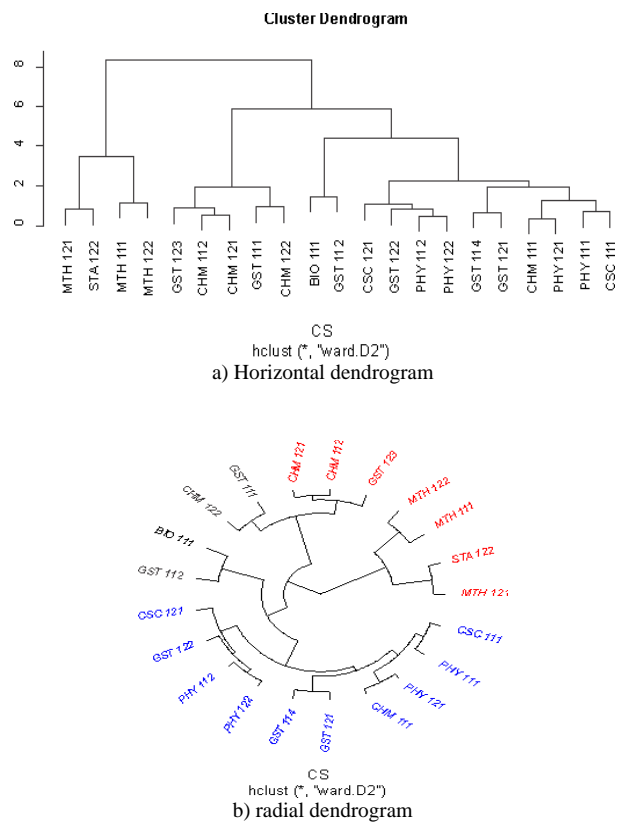 Cluster Dendrogram
8
6
4
2
0
MTH 121
STA 122
MTH 111
MTH 122
GST 123
CHM 112
CHM 121
GST 111
CHM 122
BIO 111
GST 112
CSC 121
GST 122
PHY 112
PHY 122
GST 114
GST 121
CHM 111
PHY 121
PHY 111
CSC 111
CS
hclust (*, "ward.D2")
a) Horizontal dendrogram
CHM 121
CHM 112
GST 123
MTH 122
MTH 111
STA 122
MTH 121
CSC 111
PHY 111
PHY 121
CHM 111
GST 121
GST 114
PHY 122
PHY 112
GST 122
CSC 121
GST 112
BIO 111
CHM 122
GST 111
CS
hclust (*, "ward.D2")
b) radial dendrogram